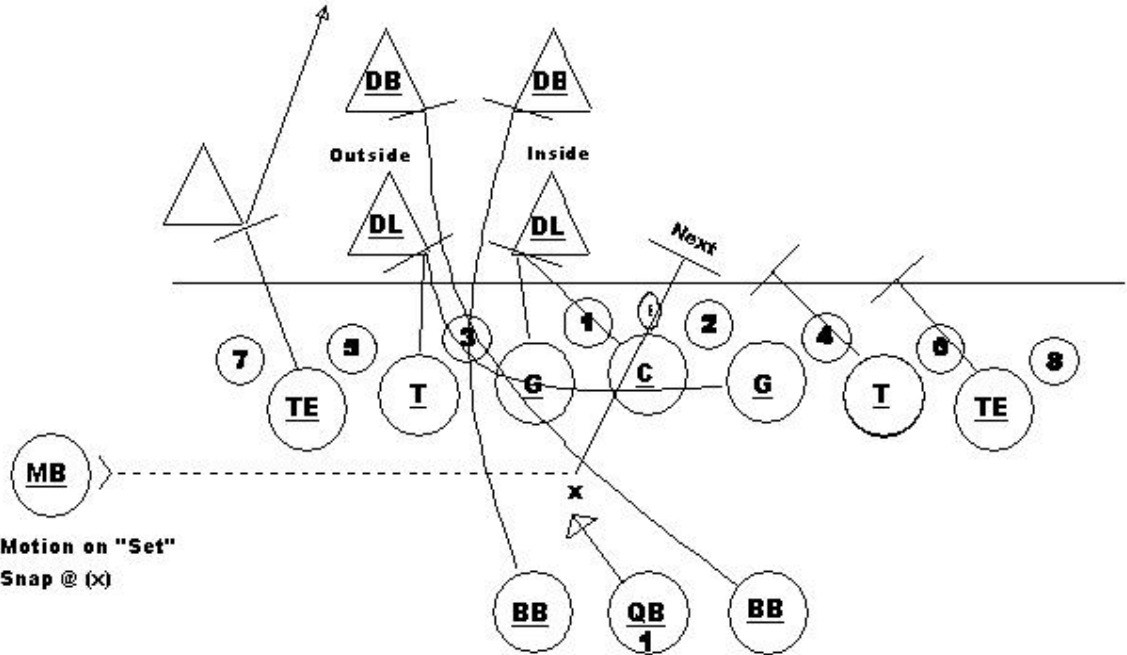 DB DB
Outside Inside
DL DL
Next
7 5 3 1 2 4 6 8
TE T G C G T TE
MB
x
Motion on "Set"
Snap @ (x)
BB QB BB
1